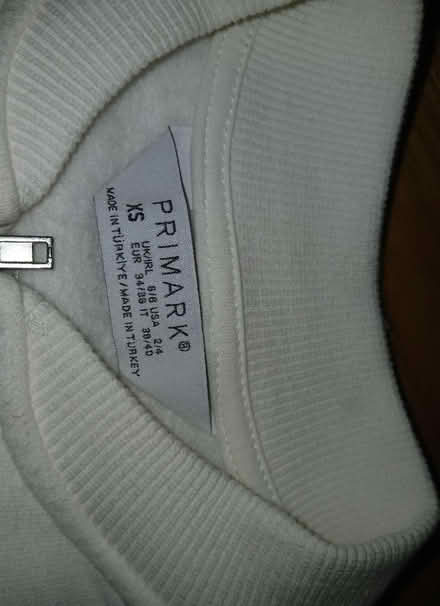 PRIMARK®
XS
UK/IRL 6/8 USA 2/4
EUR 34/36 IT 38/40
MADE IN TÜRKİYE/MADE IN TURKEY